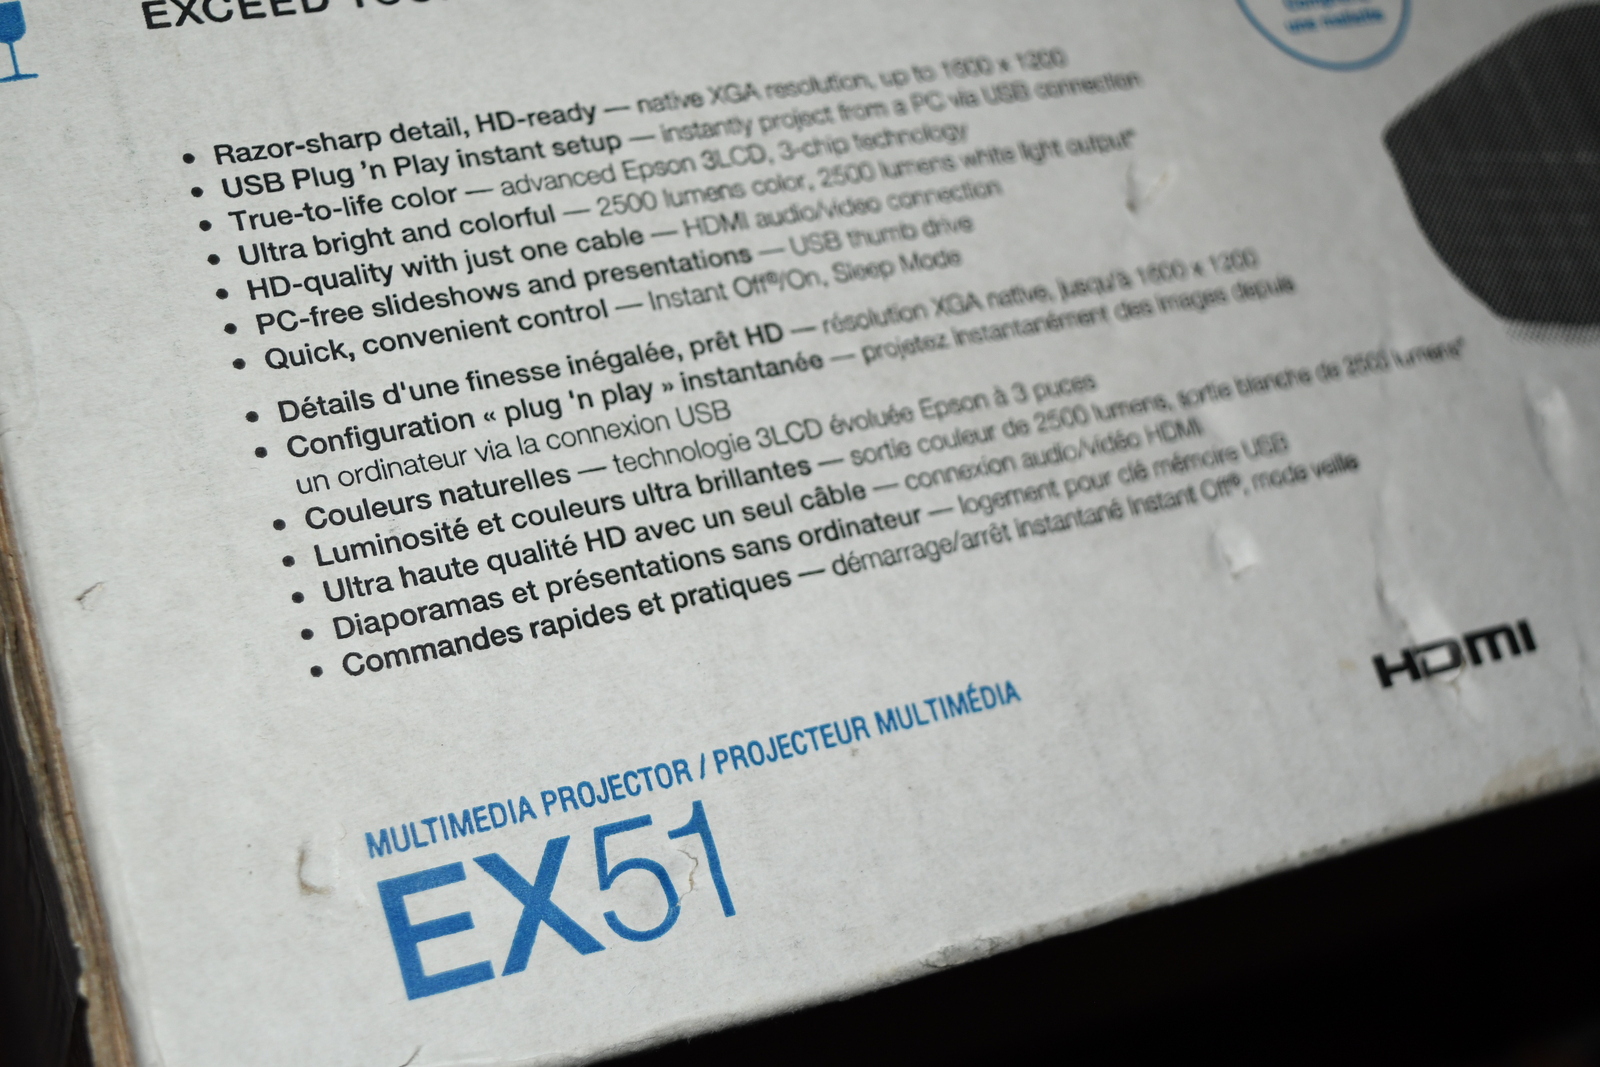 EXCEED
une mallette
• Razor-sharp detail, HD-ready — native XGA resolution, up to 1600 x 1200
• USB Plug 'n Play instant setup — instantly project from a PC via USB connection
• True-to-life color — advanced Epson 3LCD, 3-chip technology
• Ultra bright and colorful — 2500 lumens color, 2500 lumens white light output*
• HD-quality with just one cable — HDMI audio/video connection
• PC-free slideshows and presentations — USB thumb drive
• Quick, convenient control — Instant Off®/On, Sleep Mode
• Détails d'une finesse inégalée, prêt HD — résolution XGA native, jusqu'à 1600 x 1200
• Configuration « plug 'n play » instantanée — projetez instantanément des images depuis
un ordinateur via la connexion USB
• Couleurs naturelles — technologie 3LCD évoluée Epson à 3 puces
• Luminosité et couleurs ultra brillantes — sortie couleur de 2500 lumens, sortie blanche de 2500 lumens*
• Ultra haute qualité HD avec un seul câble — connexion audio/vidéo HDMI
• Diaporamas et présentations sans ordinateur — logement pour clé mémoire USB
• Commandes rapides et pratiques — démarrage/arrêt instantané Instant Off®, mode veille
HDMI
MULTIMEDIA PROJECTOR / PROJECTEUR MULTIMÉDIA
EX51